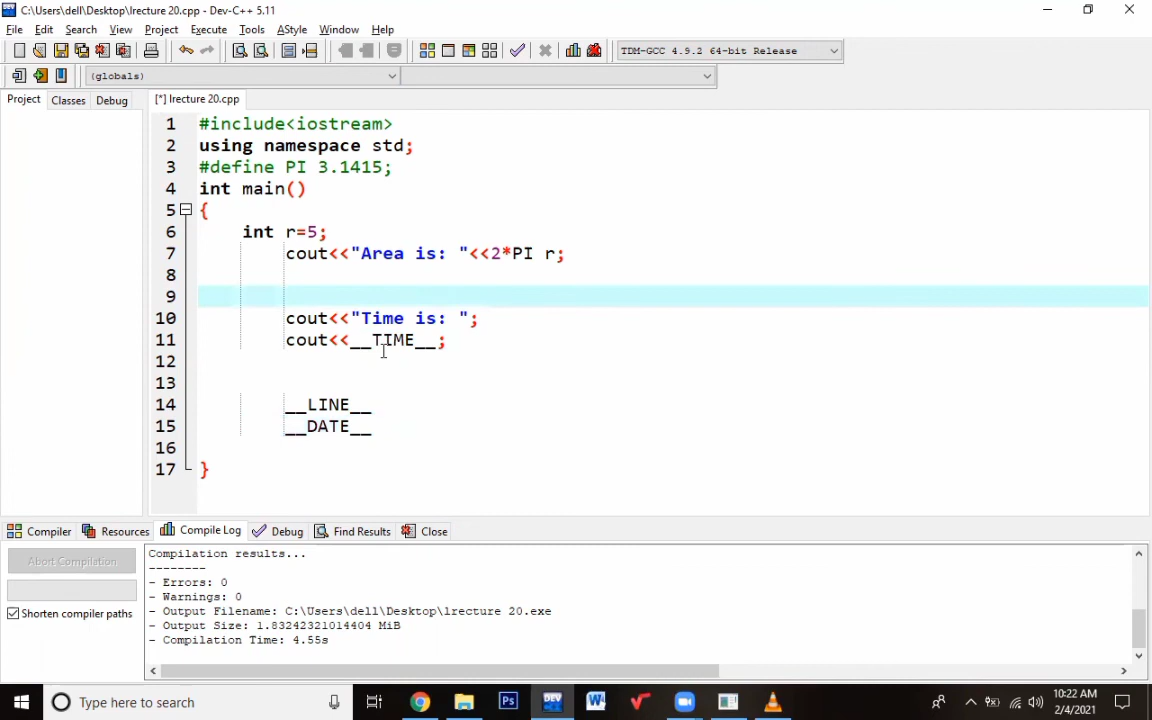 C:\Users\dell\Desktop\lrecture 20.cpp - Dev-C++ 5.11
File Edit Search View Project Execute Tools AStyle Window Help
TDM-GCC 4.9.2 64-bit Release
(globals)
Project Classes Debug [*] lrecture 20.cpp
1 #include<iostream>
2 using namespace std;
3 #define PI 3.1415;
4 int main()
5 {
6 int r=5;
7 cout<<"Area is: "<<2*PI r;
8
9
10 cout<<"Time is: ";
11 cout<<__TIME__;
12
13
14 __LINE__
15 __DATE__
16
17 }
Compiler Resources Compile Log Debug Find Results Close
Abort Compilation
Shorten compiler paths
Compilation results...
--------
- Errors: 0
- Warnings: 0
- Output Filename: C:\Users\dell\Desktop\lrecture 20.exe
- Output Size: 1.83242321014404 MiB
- Compilation Time: 4.55s
Type here to search
10:22 AM
2/4/2021